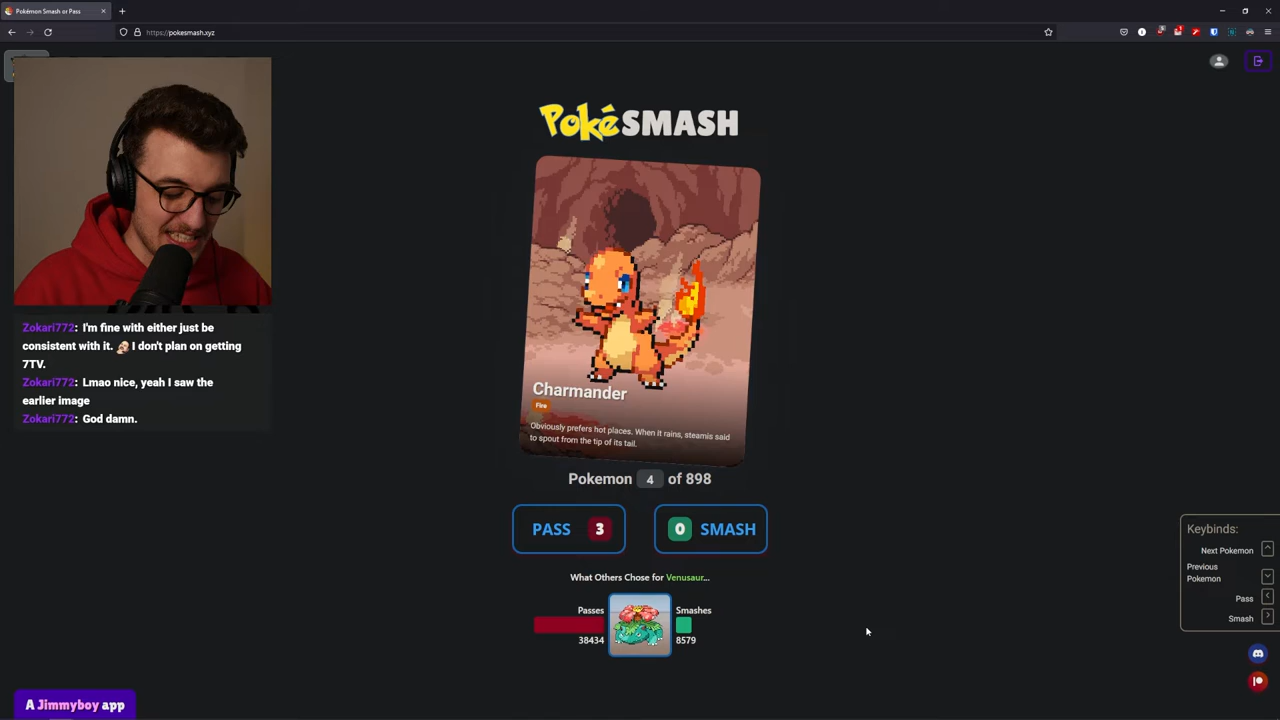 Pokémon Smash or Pass
https://pokesmash.xyz
PokéSMASH
Zokari772: I'm fine with either just be
consistent with it. I don't plan on getting
7TV.
Zokari772: Lmao nice, yeah I saw the
earlier image
Zokari772: God damn.
Charmander
Fire
Obviously prefers hot places. When it rains, steamis said
to spout from the tip of its tail.
Pokemon 4 of 898
PASS 3
0 SMASH
What Others Chose for Venusaur...
Passes
38434
Smashes
8579
Keybinds:
Next Pokemon
Previous
Pokemon
Pass
Smash
A Jimmyboy app